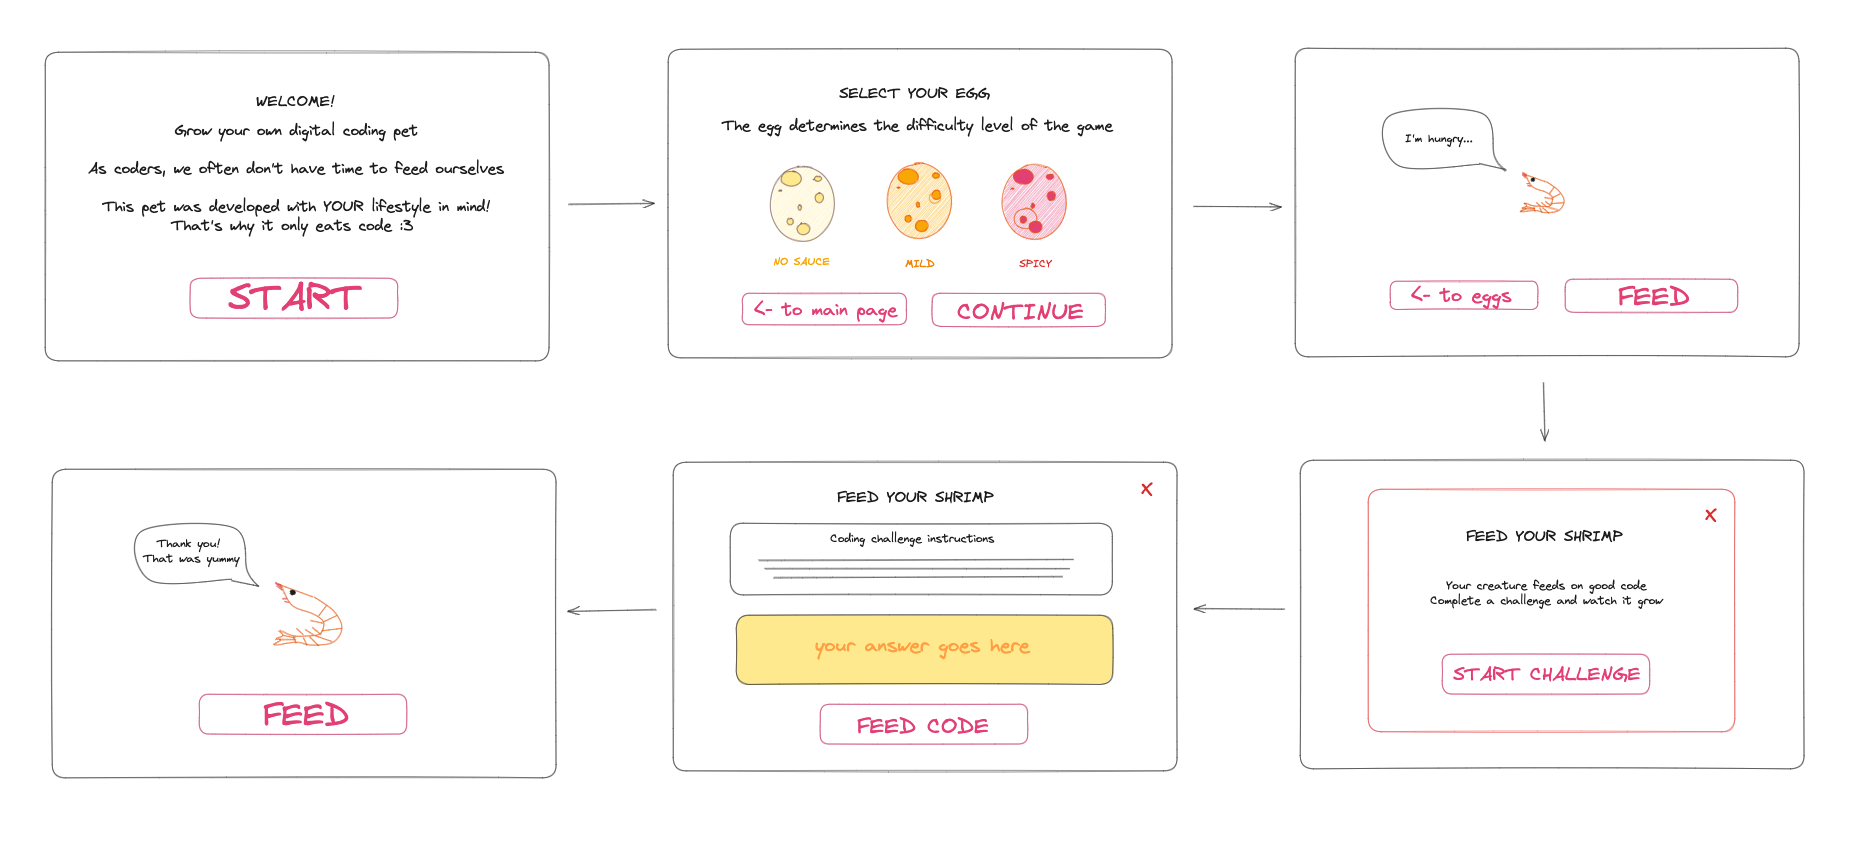 WELCOME!
Grow your own digital coding pet
As coders, we often don't have time to feed ourselves
This pet was developed with YOUR lifestyle in mind!
That's why it only eats code :3
START
SELECT YOUR EGG
The egg determines the difficulty level of the game
NO SAUCE
MILD
SPICY
<- to main page
CONTINUE
I'm hungry...
<- to eggs
FEED
FEED YOUR SHRIMP
X
Your creature feeds on good code
Complete a challenge and watch it grow
START CHALLENGE
FEED YOUR SHRIMP
X
Coding challenge instructions
your answer goes here
FEED CODE
Thank you!
That was yummy
FEED